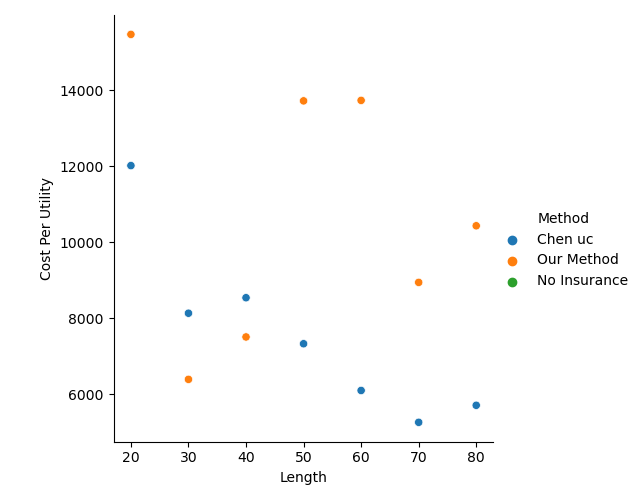 14000
12000
10000
8000
6000
Cost Per Utility
20 30 40 50 60 70 80
Length
Method
Chen uc
Our Method
No Insurance